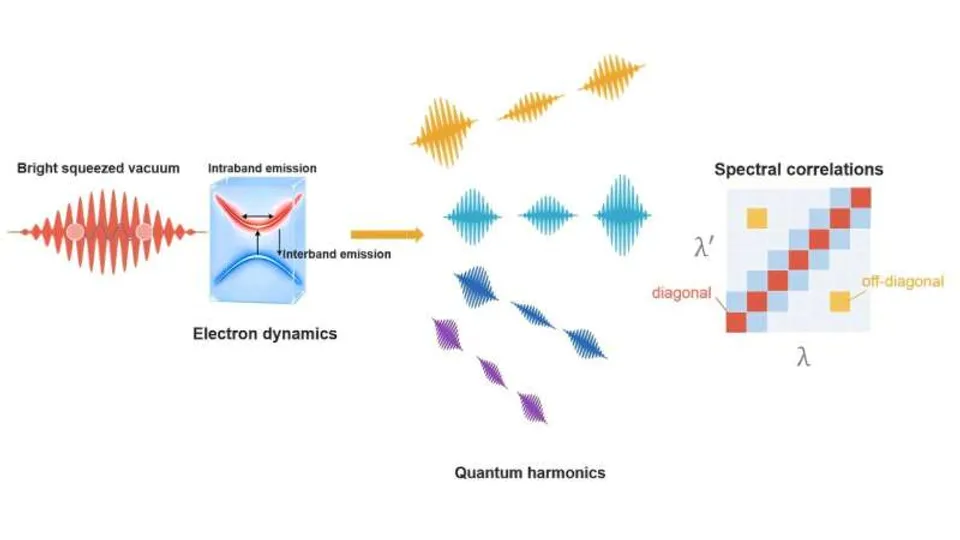 Bright squeezed vacuum
Intraband emission
Interband emission
Electron dynamics
Quantum harmonics
Spectral correlations
λ′
diagonal
off-diagonal
λ